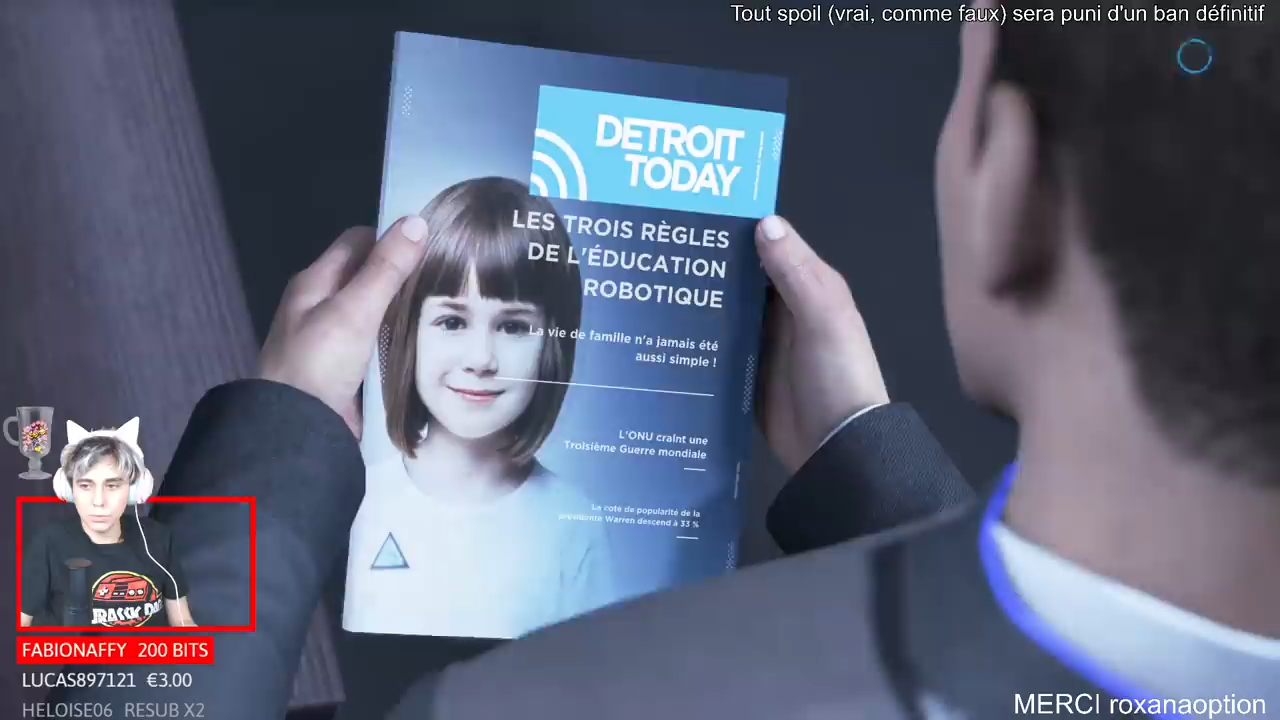 Tout spoil (vrai, comme faux) sera puni d'un ban définitif
DETROIT
TODAY
LES TROIS RÈGLES
DE L'ÉDUCATION
ROBOTIQUE
La vie de famille n'a jamais été
aussi simple !
L'ONU craint une
Troisième Guerre mondiale
La cote de popularité de la
présidente Warren descend à 33 %
FABIONAFFY 200 BITS
LUCAS897121 €3.00
HELOISE06 RESUB X2
MERCI roxanaoption